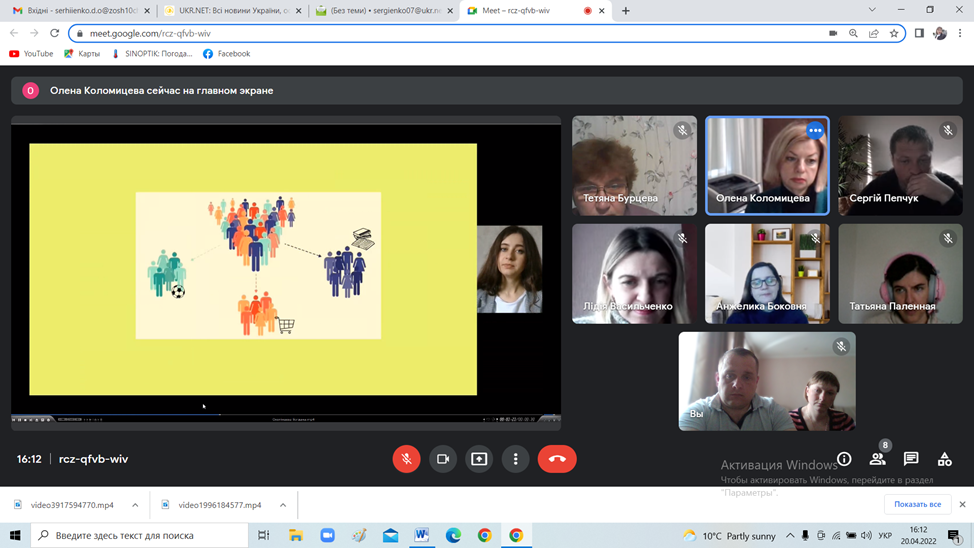 Вхідні - serhiienko.d.o@zosh10ch
UKR.NET: Всі новини України, ос
(Без теми) • sergienko07@ukr.ne
Meet – rcz-qfvb-wiv
meet.google.com/rcz-qfvb-wiv
YouTube
Карты
SINOPTIK: Погода...
Facebook
О
Олена Коломицева сейчас на главном экране
Тетяна Бурцева
Олена Коломицева
Сергій Пепчук
Лідія Васильченко
Анжелика Боковня
Татьяна Паленная
Вы
16:12
rcz-qfvb-wiv
8
Активация Windows
Чтобы активировать Windows, перейдите в раздел
"Параметры".
video3917594770.mp4
video1996184577.mp4
Показать все
Введите здесь текст для поиска
10°C Partly sunny
УКР
16:12
20.04.2022
1